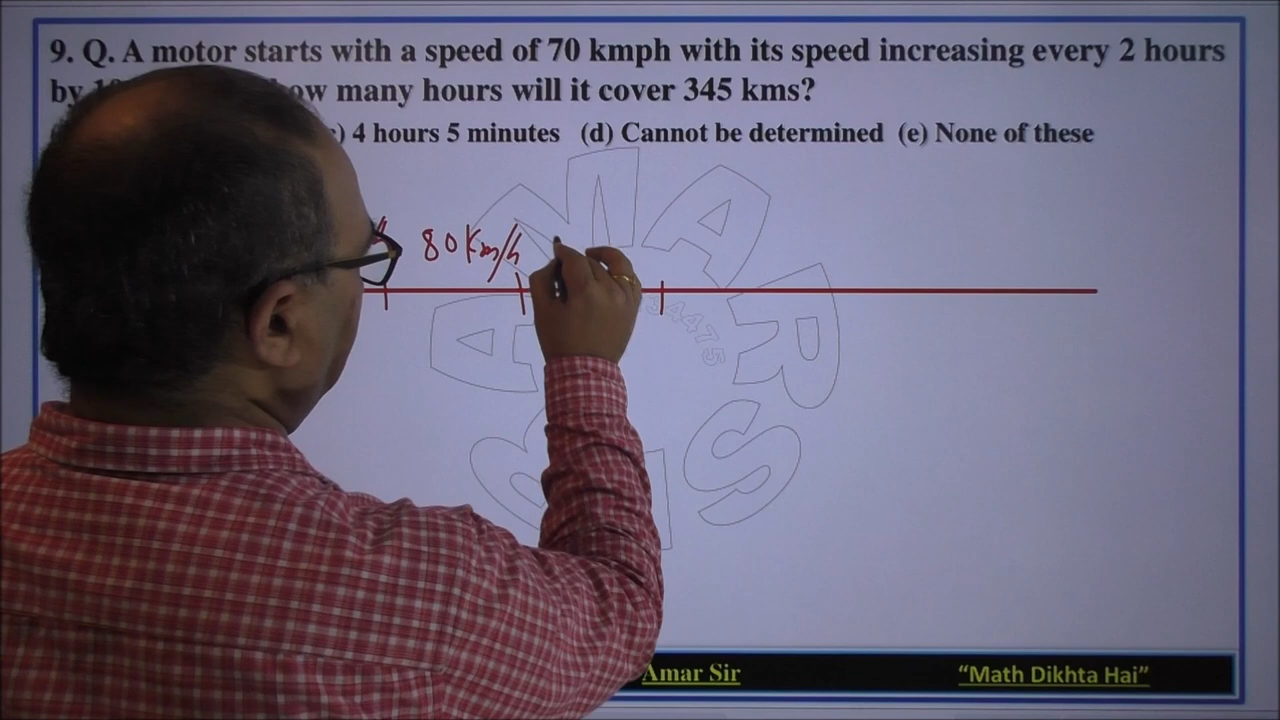 9. Q. A motor starts with a speed of 70 kmph with its speed increasing every 2 hours
by many hours will it cover 345 kms?
) 4 hours 5 minutes (d) Cannot be determined (e) None of these
80 Km/h
AMARS
34475
Amar Sir "Math Dikhta Hai"